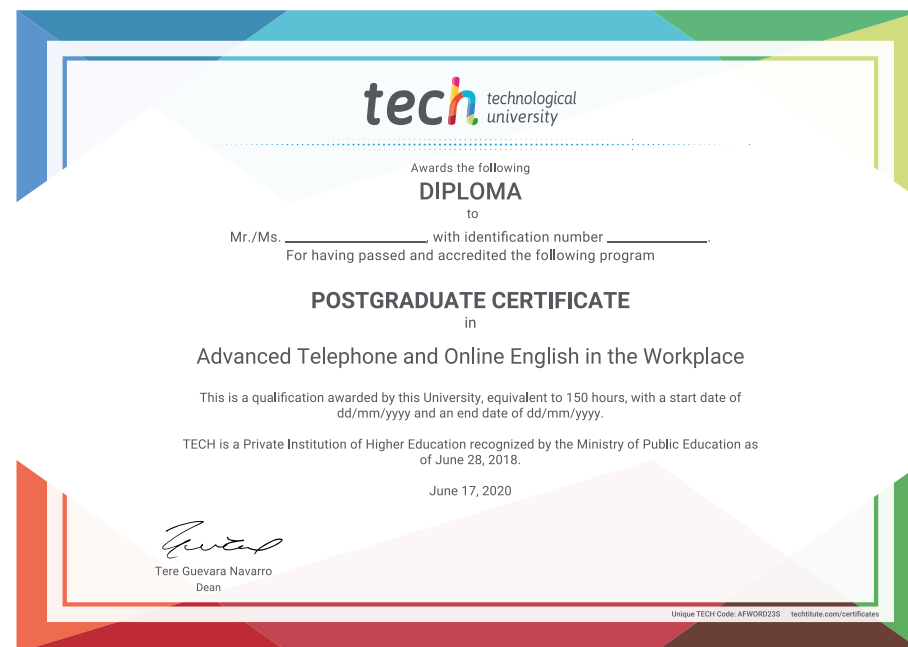 tech technological
university
Awards the following
DIPLOMA
to
Mr./Ms. ___________________, with identification number ______________.
For having passed and accredited the following program
POSTGRADUATE CERTIFICATE
in
Advanced Telephone and Online English in the Workplace
This is a qualification awarded by this University, equivalent to 150 hours, with a start date of
dd/mm/yyyy and an end date of dd/mm/yyyy.
TECH is a Private Institution of Higher Education recognized by the Ministry of Public Education as
of June 28, 2018.
June 17, 2020
Tere Guevara Navarro
Dean
Unique TECH Code: AFWORD23S techtitute.com/certificates